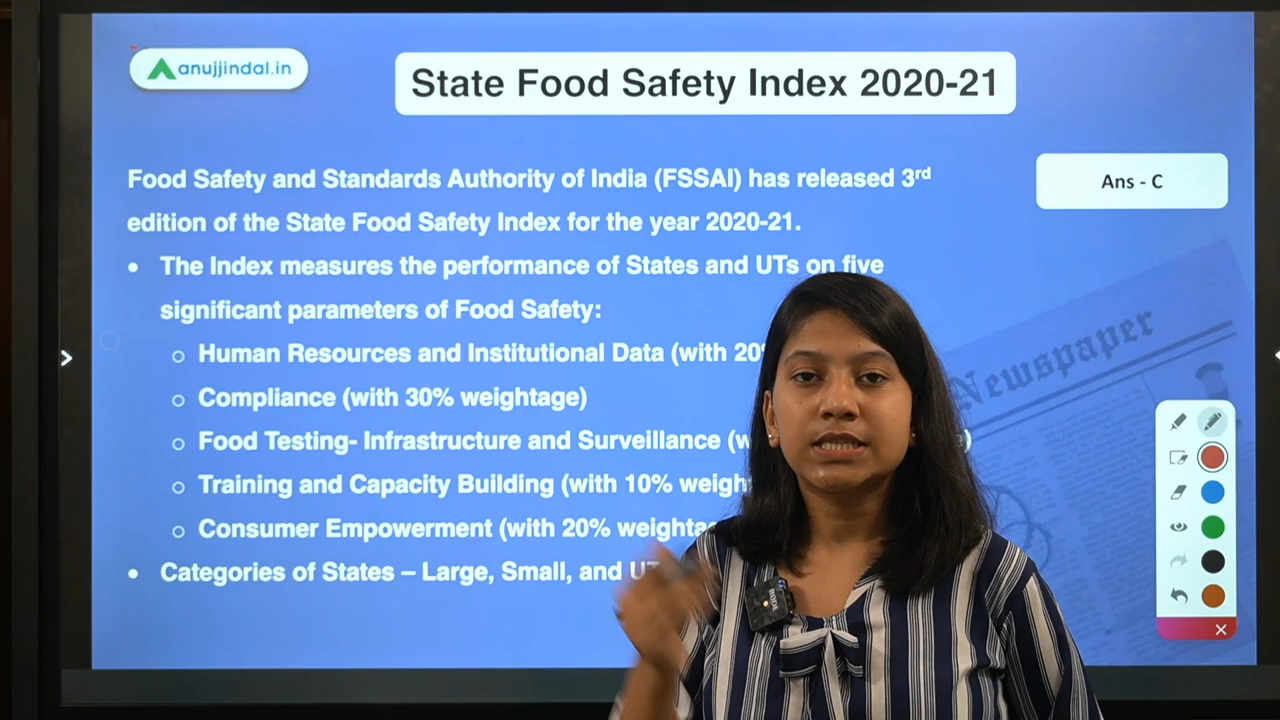 anujjindal.in
State Food Safety Index 2020-21
Food Safety and Standards Authority of India (FSSAI) has released 3rd
edition of the State Food Safety Index for the year 2020-21.
Ans - C
• The Index measures the performance of States and UTs on five
significant parameters of Food Safety:
o Human Resources and Institutional Data (with 20%
o Compliance (with 30% weightage)
o Food Testing- Infrastructure and Surveillance (
o Training and Capacity Building (with 10%
o Consumer Empowerment (with 20%
• Categories of States – Large, Small, and
Newspaper
RODE